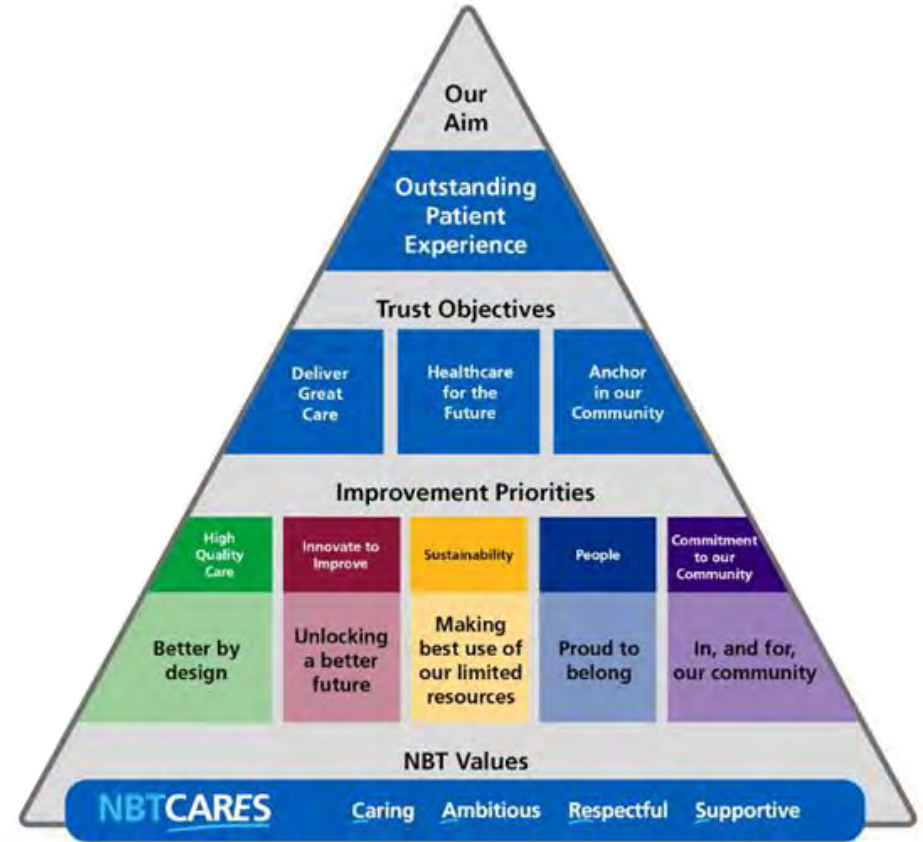 Our
Aim
Outstanding
Patient
Experience
Trust Objectives
Deliver
Great
Care
Healthcare
for the
Future
Anchor
in our
Community
Improvement Priorities
High
Quality
Care
Innovate to
Improve
Sustainability
People
Commitment
to our
Community
Better by
design
Unlocking
a better
future
Making
best use of
our limited
resources
Proud to
belong
In, and for,
our community
NBT Values
NBTCARES Caring Ambitious Respectful Supportive